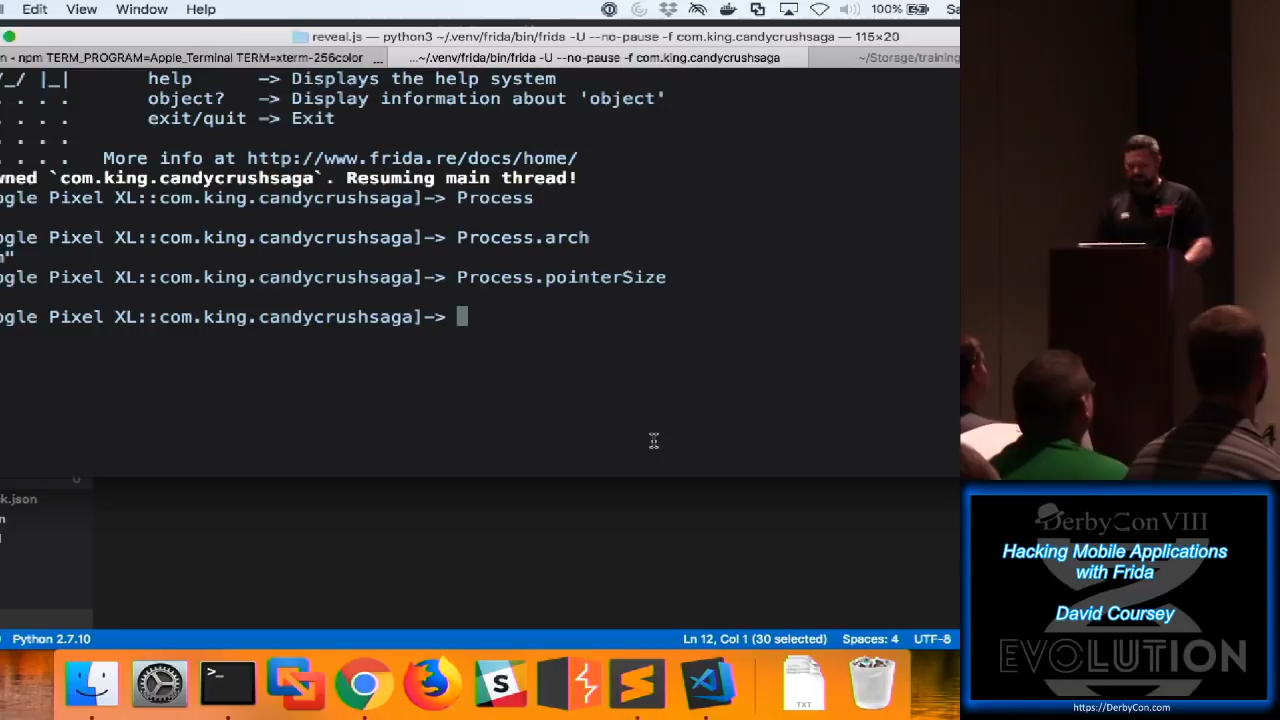 Edit View Window Help 100% Sa
reveal.js — python3 ~/.venv/frida/bin/frida -U --no-pause -f com.king.candycrushsaga — 115×20
n - npm TERM_PROGRAM=Apple_Terminal TERM=xterm-256color ... ...~/.venv/frida/bin/frida -U --no-pause -f com.king.candycrushsaga ~/Storage/training
/_/ |_| help -> Displays the help system
. . . . object? -> Display information about 'object'
. . . . exit/quit -> Exit
. . . .
. . . . More info at http://www.frida.re/docs/home/
wned `com.king.candycrushsaga`. Resuming main thread!
ogle Pixel XL::com.king.candycrushsaga]-> Process
ogle Pixel XL::com.king.candycrushsaga]-> Process.arch
"
ogle Pixel XL::com.king.candycrushsaga]-> Process.pointerSize
ogle Pixel XL::com.king.candycrushsaga]->
k.json
n
Python 2.7.10 Ln 12, Col 1 (30 selected) Spaces: 4 UTF-8
TXT
DerbyCon VIII
Hacking Mobile Applications
with Frida
David Coursey
EVOLUTION
https://DerbyCon.com